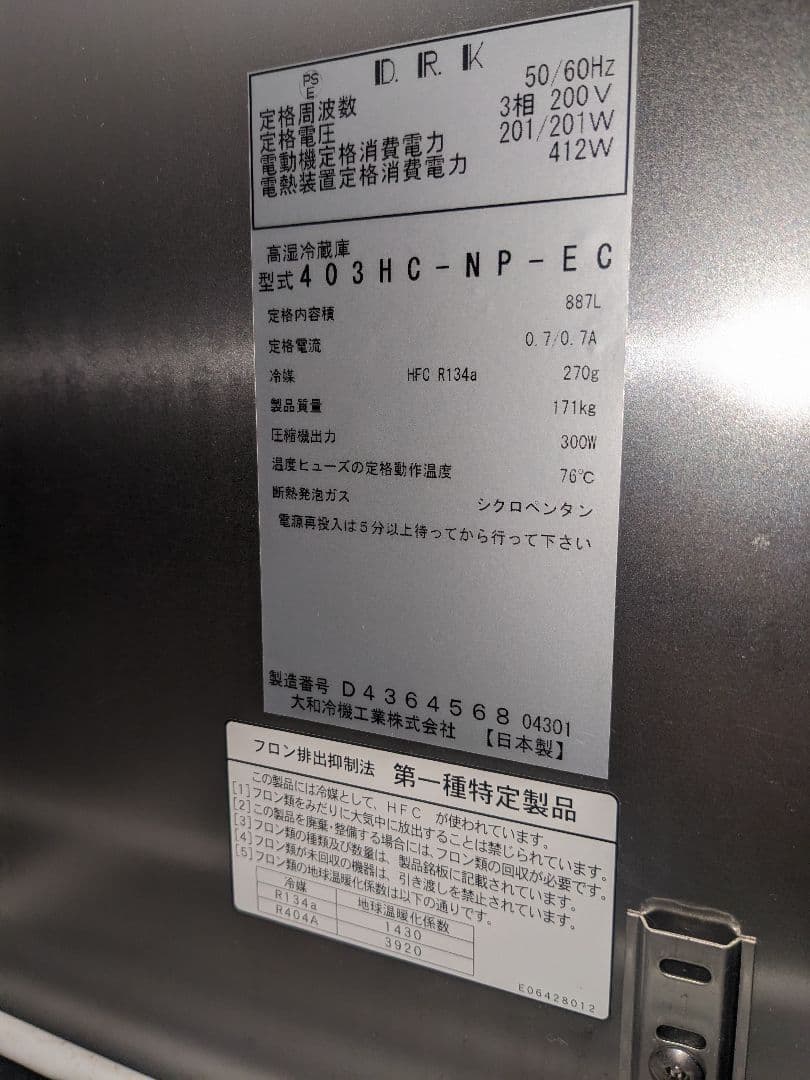 PS
E
D.R.K
定格周波数 50/60Hz
定格電圧 3相 200V
電動機定格消費電力 201/201W
電熱装置定格消費電力 412W
高湿冷蔵庫
型式 403HC-NP-EC
定格内容積 887L
定格電流 0.7/0.7A
冷媒 HFC R134a 270g
製品質量 171kg
圧縮機出力 300W
温度ヒューズの定格動作温度 76℃
断熱発泡ガス シクロペンタン
電源再投入は5分以上待ってから行って下さい
製造番号 D4364568 04301
大和冷機工業株式会社 【日本製】
フロン排出抑制法 第一種特定製品
この製品には冷媒として、HFC が使われています。
[1]フロン類をみだりに大気中に放出することは禁じられています。
[2]この製品を廃棄・整備する場合には、フロン類の回収が必要です。
[3]フロン類の種類及び数量は、製品銘板に記載されています。
[4]フロン類が未回収の機器は、引き渡しを禁止されています。
[5]フロン類の地球温暖化係数は以下の通りです。
冷媒 地球温暖化係数
R134a 1430
R404A 3920
E06428012